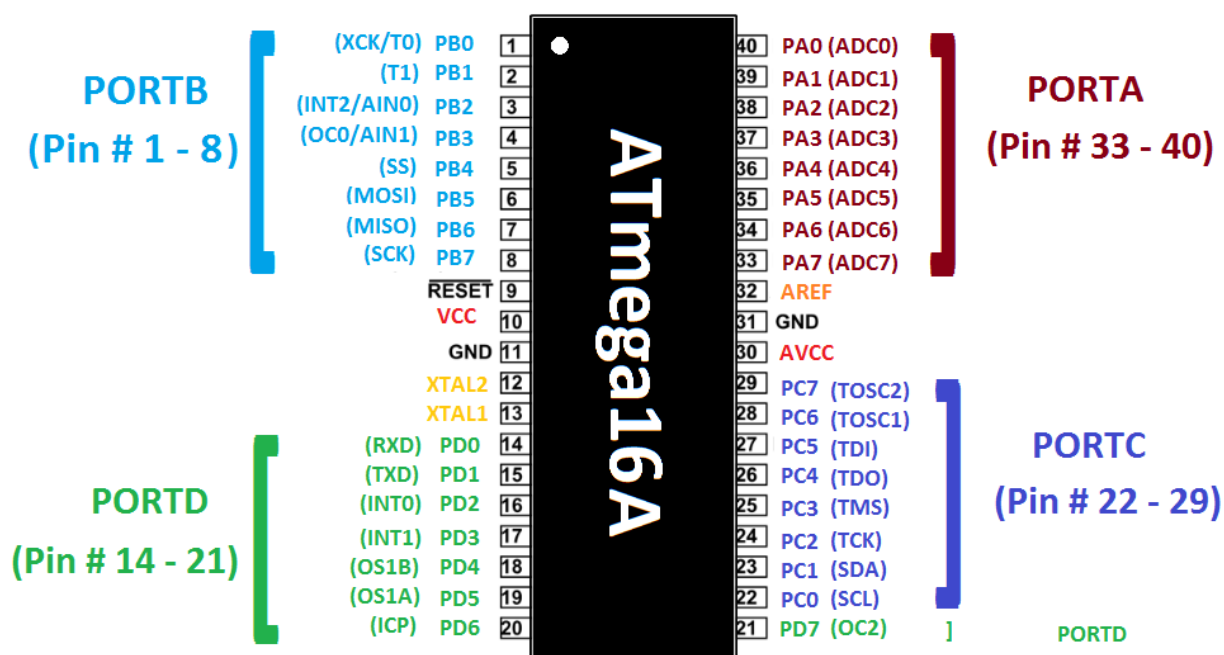 PORTB
(Pin # 1 - 8)
(XCK/T0) PB0 1
(T1) PB1 2
(INT2/AIN0) PB2 3
(OC0/AIN1) PB3 4
(SS) PB4 5
(MOSI) PB5 6
(MISO) PB6 7
(SCK) PB7 8
RESET 9
VCC 10
GND 11
XTAL2 12
XTAL1 13
PORTD
(Pin # 14 - 21)
(RXD) PD0 14
(TXD) PD1 15
(INT0) PD2 16
(INT1) PD3 17
(OS1B) PD4 18
(OS1A) PD5 19
(ICP) PD6 20
ATmega16A
40 PA0 (ADC0)
39 PA1 (ADC1)
38 PA2 (ADC2)
37 PA3 (ADC3)
36 PA4 (ADC4)
35 PA5 (ADC5)
34 PA6 (ADC6)
33 PA7 (ADC7)
PORTA
(Pin # 33 - 40)
32 AREF
31 GND
30 AVCC
29 PC7 (TOSC2)
28 PC6 (TOSC1)
27 PC5 (TDI)
26 PC4 (TDO)
25 PC3 (TMS)
24 PC2 (TCK)
23 PC1 (SDA)
22 PC0 (SCL)
PORTC
(Pin # 22 - 29)
21 PD7 (OC2) ] PORTD